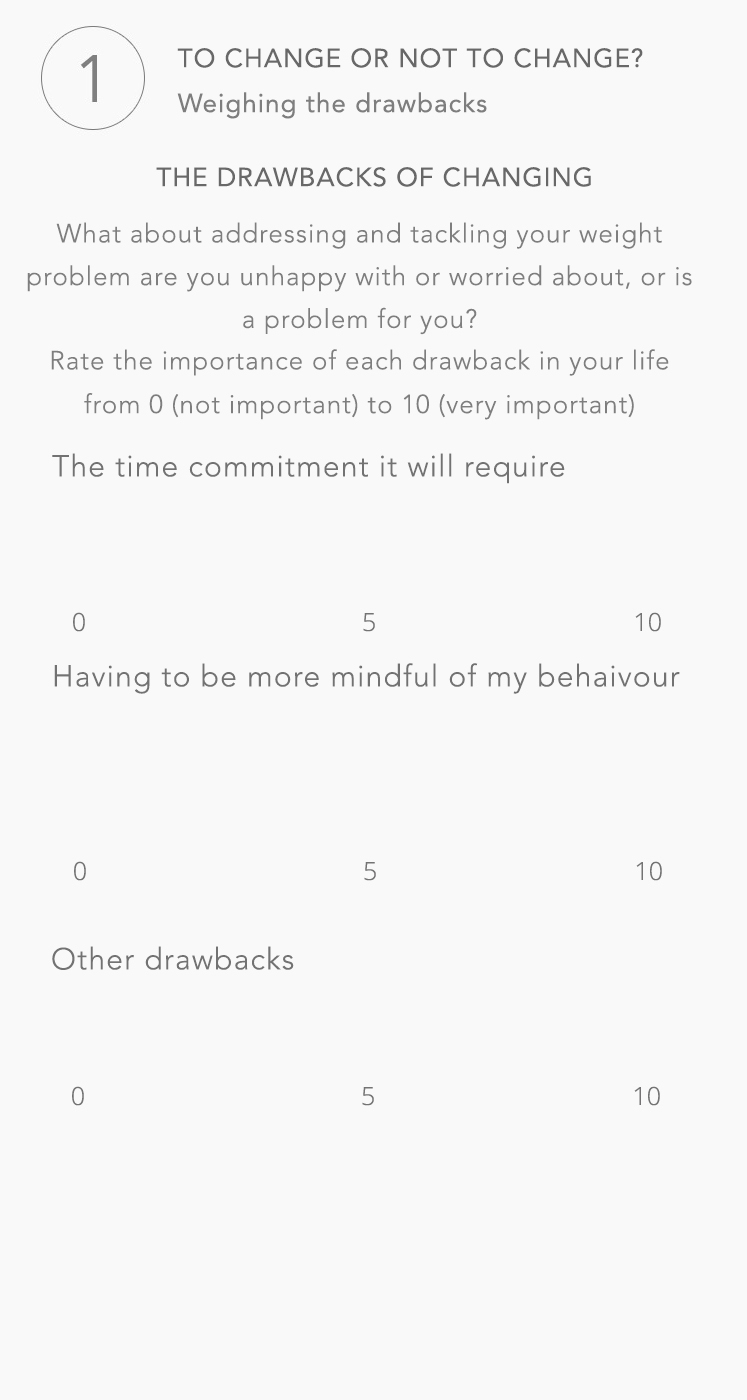 1
TO CHANGE OR NOT TO CHANGE?
Weighing the drawbacks
THE DRAWBACKS OF CHANGING
What about addressing and tackling your weight
problem are you unhappy with or worried about, or is
a problem for you?
Rate the importance of each drawback in your life
from 0 (not important) to 10 (very important)
The time commitment it will require
0 5 10
Having to be more mindful of my behaivour
0 5 10
Other drawbacks
0 5 10